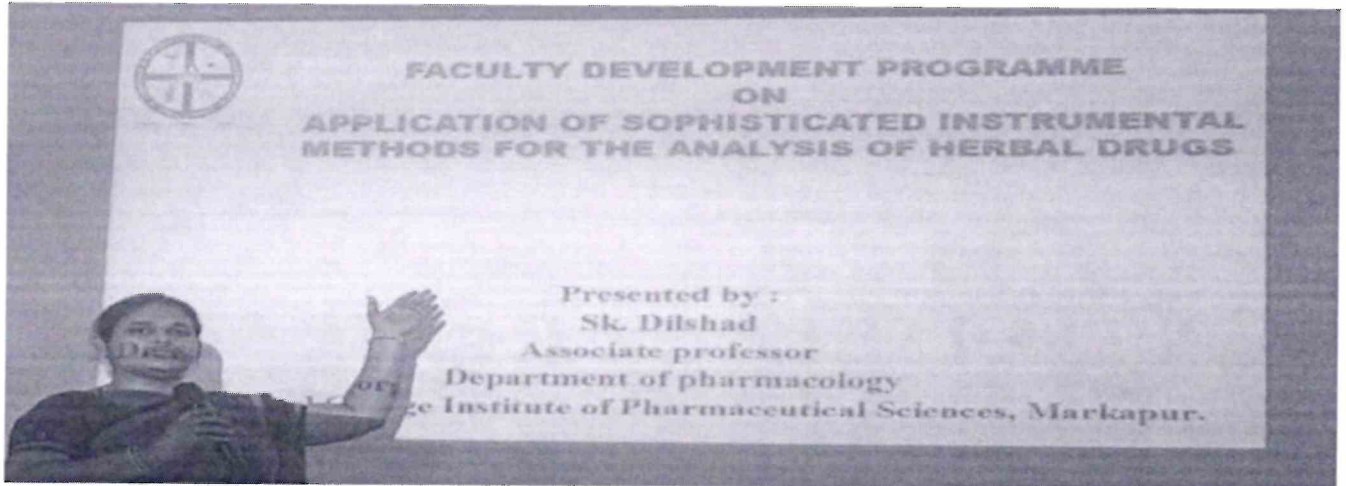 FACULTY DEVELOPMENT PROGRAMME
ON
APPLICATION OF SOPHISTICATED INSTRUMENTAL
METHODS FOR THE ANALYSIS OF HERBAL DRUGS
Presented by :
Sk. Dilshad
Associate professor
Department of pharmacology
Institute of Pharmaceutical Sciences, Markapur.